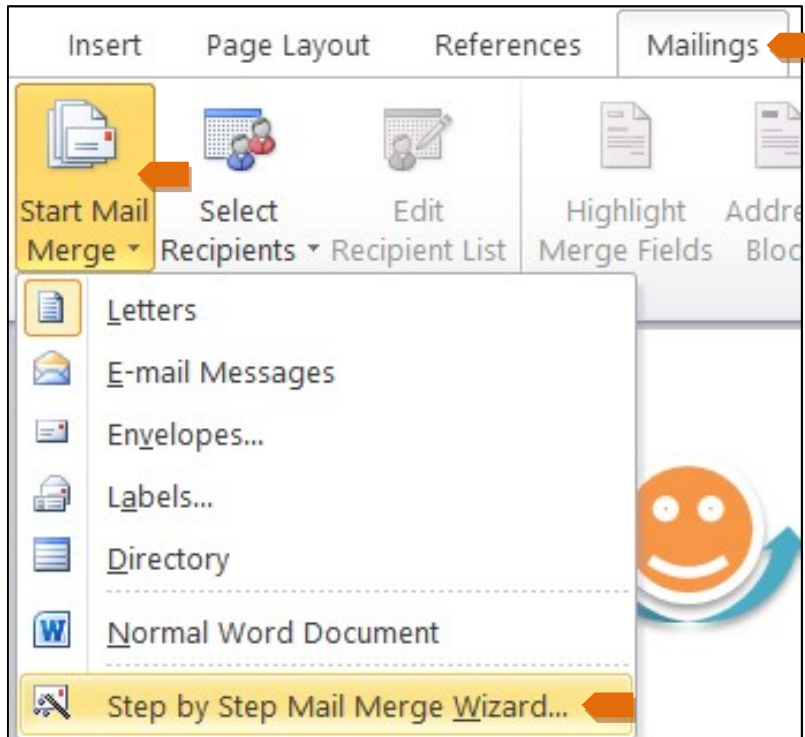 Insert Page Layout References Mailings
Start Mail Select Edit Highlight
Merge Recipients Recipient List Merge Fields
Letters
E-mail Messages
Envelopes...
Labels...
Directory
W
Normal Word Document
Step by Step Mail Merge Wizard...